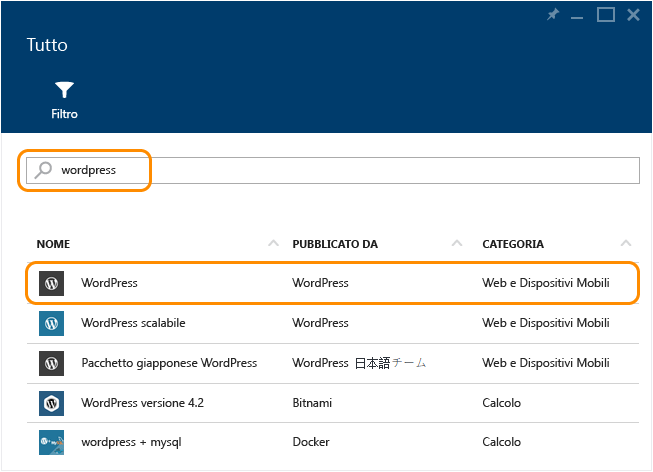 Tutto
Filtro
wordpress
NOME PUBBLICATO DA CATEGORIA
WordPress WordPress Web e Dispositivi Mobili
WordPress scalabile WordPress Web e Dispositivi Mobili
Pacchetto giapponese WordPress WordPress 日本語チーム Web e Dispositivi Mobili
WordPress versione 4.2 Bitnami Calcolo
wordpress + mysql Docker Calcolo